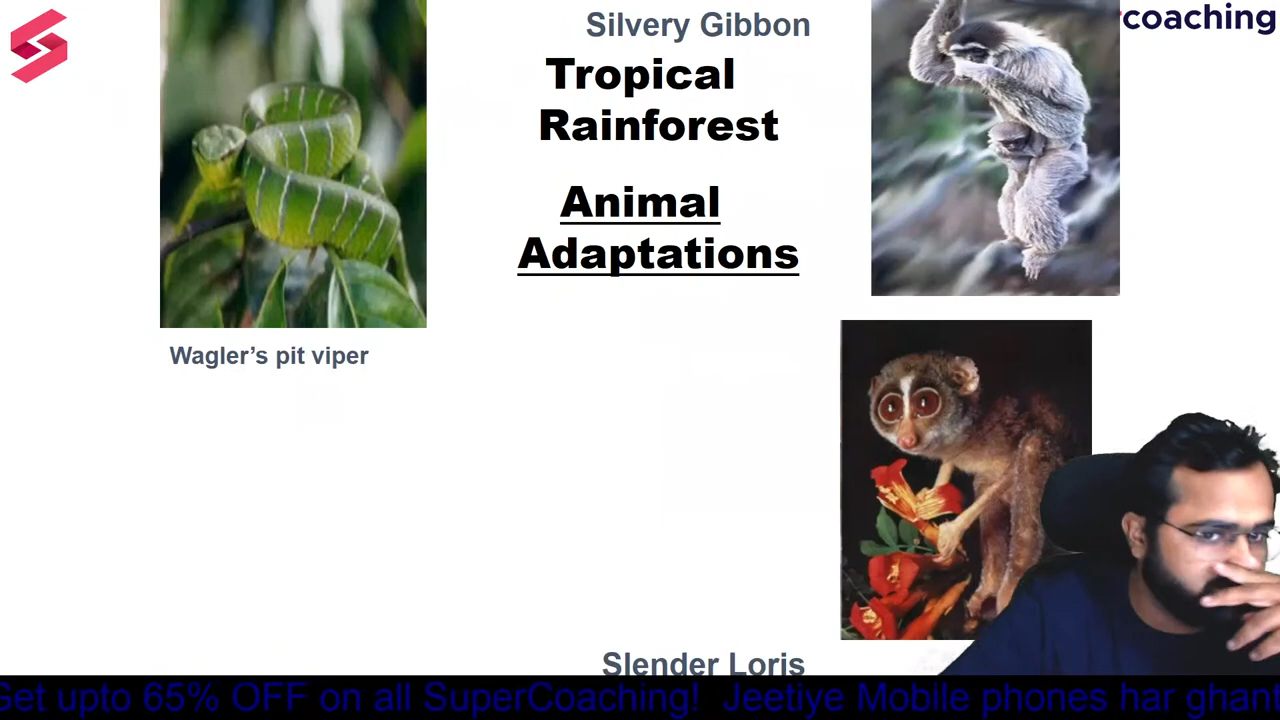 Silvery Gibbon
coaching
Tropical
Rainforest
Animal
Adaptations
Wagler’s pit viper
Slender Loris
Get upto 65% OFF on all SuperCoaching! Jeetiye Mobile phones har ghant